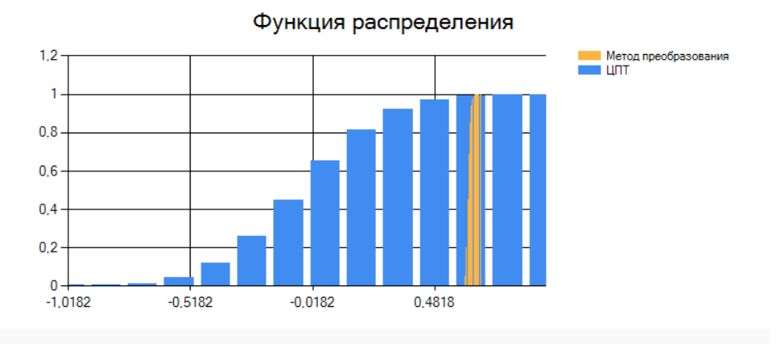 Функция распределения
Метод преобразования
ЦПТ
1,2
1
0,8
0,6
0,4
0,2
0
-1,0182 -0,5182 -0,0182 0,4818